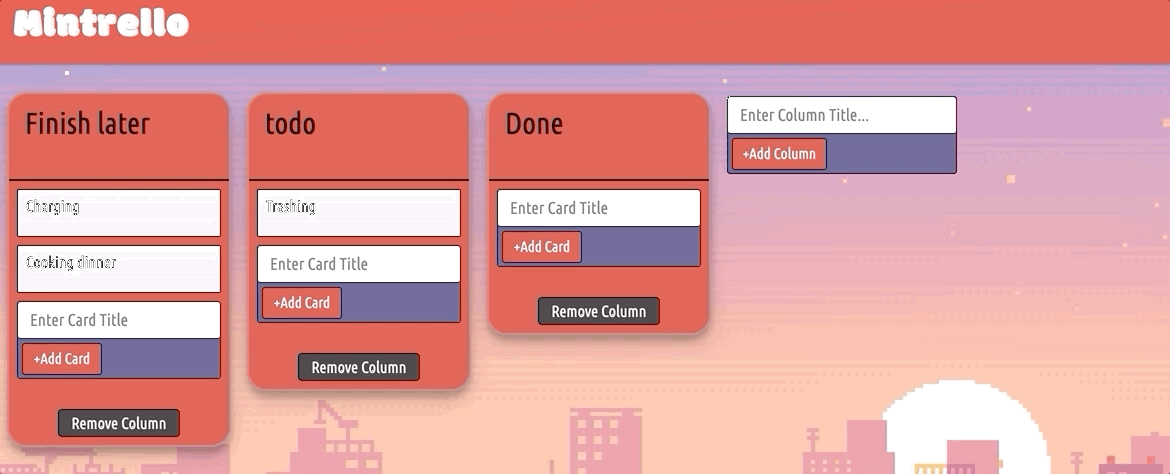 Mintrello
Finish later
Charging
Cooking dinner
Enter Card Title
+Add Card
Remove Column
todo
Trashing
Enter Card Title
+Add Card
Remove Column
Done
Enter Card Title
+Add Card
Remove Column
Enter Column Title...
+Add Column